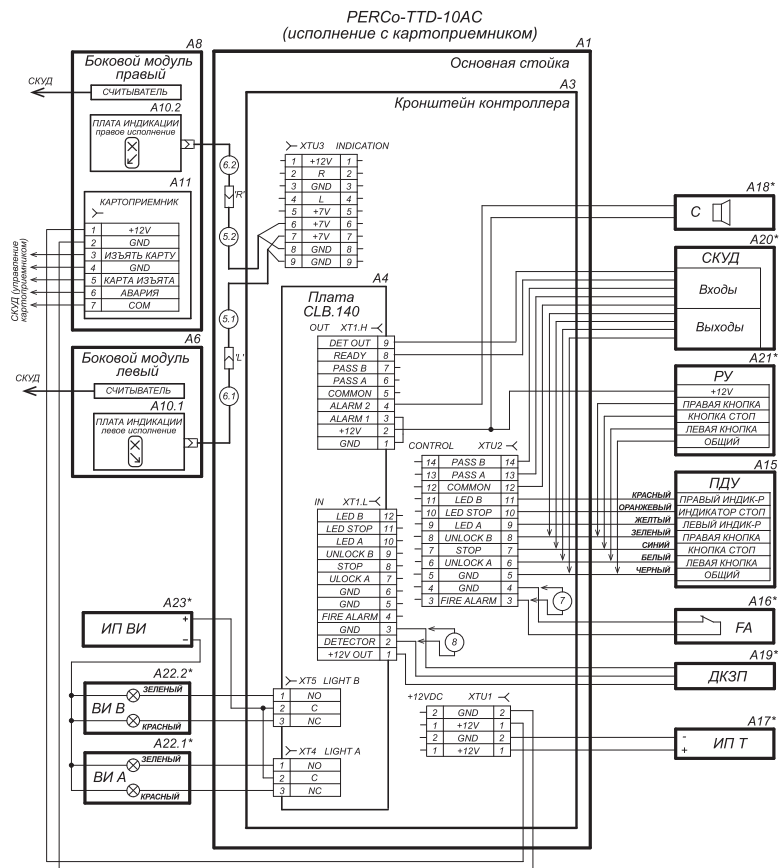 PERCo-TTD-10AC
(исполнение с картоприемником)
A8
Боковой модуль
правый
СКУД
СЧИТЫВАТЕЛЬ
A10.2
ПЛАТА ИНДИКАЦИИ
правое исполнение
A11
КАРТОПРИЕМНИК
1 +12V
2 GND
3 ИЗЪЯТЬ КАРТУ
4 GND
5 КАРТА ИЗЪЯТА
6 АВАРИЯ
7 COM
СКУД (управление
картоприемником)
A6
Боковой модуль
левый
СКУД
СЧИТЫВАТЕЛЬ
A10.1
ПЛАТА ИНДИКАЦИИ
левое исполнение
6.2
'R'
5.2
5.1
'L'
6.1
A1
Основная стойка
A3
Кронштейн контроллера
XTU3 INDICATION
1 +12V 1
2 R 2
3 GND 3
4 L 4
5 +7V 5
6 +7V 6
7 +7V 7
8 GND 8
9 GND 9
A4
Плата
CLB.140
OUT XT1.H
DET OUT 9
READY 8
PASS B 7
PASS A 6
COMMON 5
ALARM 2 4
ALARM 1 3
+12V 2
GND 1
CONTROL XTU2
14 PASS B 14
13 PASS A 13
12 COMMON 12
11 LED B 11
10 LED STOP 10
9 LED A 9
8 UNLOCK B 8
7 STOP 7
6 UNLOCK A 6
5 GND 5
4 GND 4
3 FIRE ALARM 3
7
IN XT1.L
LED B 12
LED STOP 11
LED A 10
UNLOCK B 9
STOP 8
ULOCK A 7
GND 6
GND 5
FIRE ALARM 4
GND 3
DETECTOR 2
+12V OUT 1
8
XT5 LIGHT B
1 NO
2 C
3 NC
XT4 LIGHT A
1 NO
2 C
3 NC
+12VDC XTU1
2 GND 2
1 +12V 1
2 GND 2
1 +12V 1
A23*
ИП ВИ
+
-
A22.2*
ВИ В
ЗЕЛЕНЫЙ
КРАСНЫЙ
A22.1*
ВИ А
ЗЕЛЕНЫЙ
КРАСНЫЙ
A18*
C
A20*
СКУД
Входы
Выходы
A21*
РУ
+12V
ПРАВАЯ КНОПКА
КНОПКА СТОП
ЛЕВАЯ КНОПКА
ОБЩИЙ
A15
ПДУ
КРАСНЫЙ ПРАВЫЙ ИНДИК-Р
ОРАНЖЕВЫЙ ИНДИКАТОР СТОП
ЖЕЛТЫЙ ЛЕВЫЙ ИНДИК-Р
ЗЕЛЕНЫЙ ПРАВАЯ КНОПКА
СИНИЙ КНОПКА СТОП
БЕЛЫЙ ЛЕВАЯ КНОПКА
ЧЕРНЫЙ ОБЩИЙ
A16*
FA
A19*
ДКЗП
A17*
-
+
ИП Т